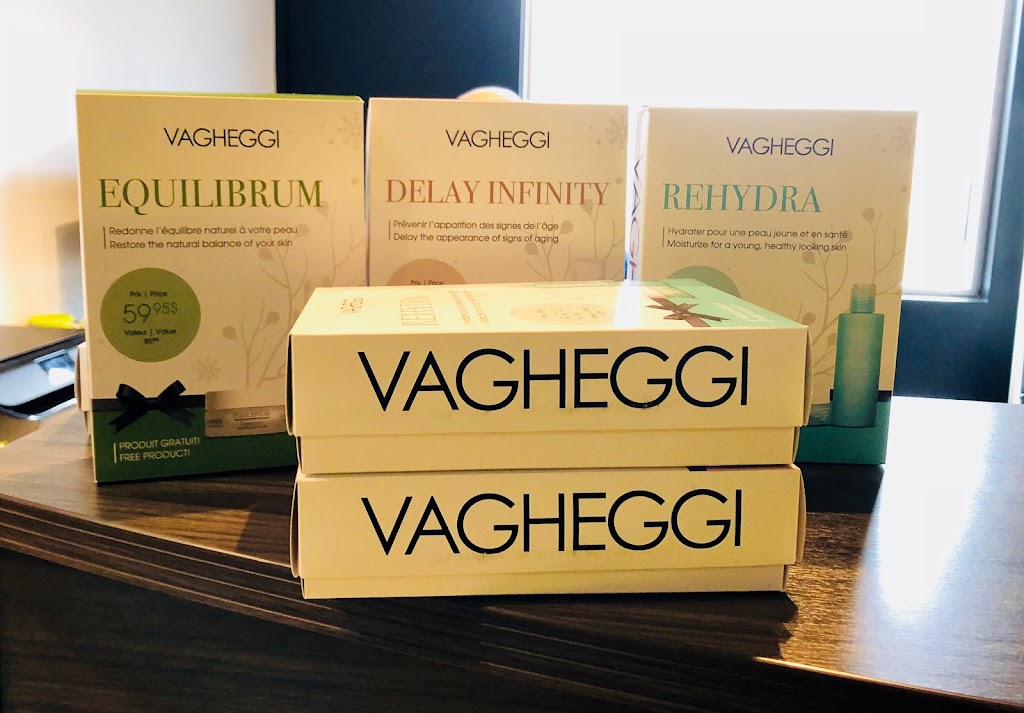 VAGHEGGI
EQUILIBRUM
Redonne l'équilibre naturel à votre peau
Restore the natural balance of your skin
Prix | Price
59 95$
Valeur | Value
PRODUIT GRATUIT!
FREE PRODUCT!
VAGHEGGI
DELAY INFINITY
Prévenir l'apparition des signes de l'âge
Delay the appearance of signs of aging
Prix | Price
VAGHEGGI
REHYDRA
Hydrater pour une peau jeune et en santé
Moisturize for a young, healthy looking skin
REHYDRA
VAGHEGGI
VAGHEGGI